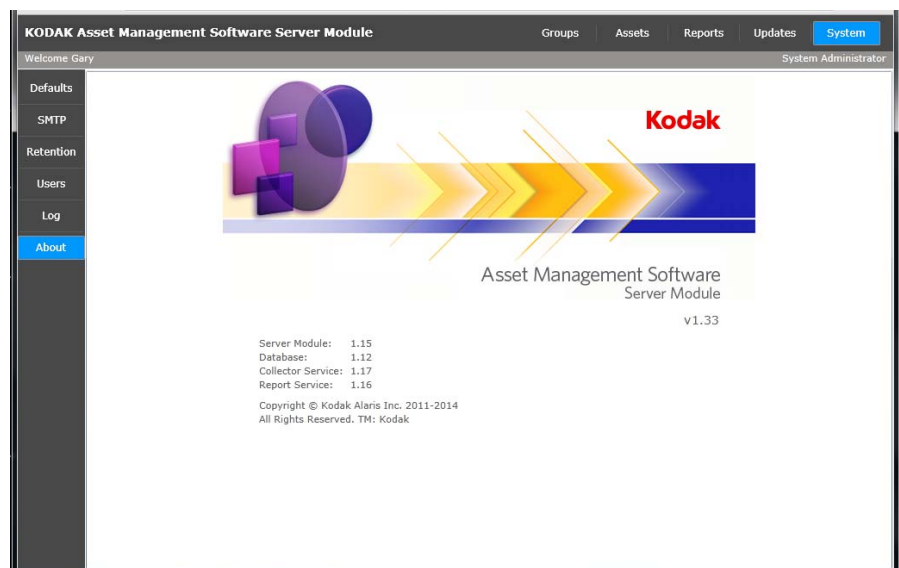 KODAK Asset Management Software Server Module
Groups Assets Reports Updates System
Welcome Gary System Administrator
Defaults
SMTP
Retention
Users
Log
About
Kodak
Asset Management Software
Server Module
v1.33
Server Module: 1.15
Database: 1.12
Collector Service: 1.17
Report Service: 1.16
Copyright © Kodak Alaris Inc. 2011-2014
All Rights Reserved. TM: Kodak